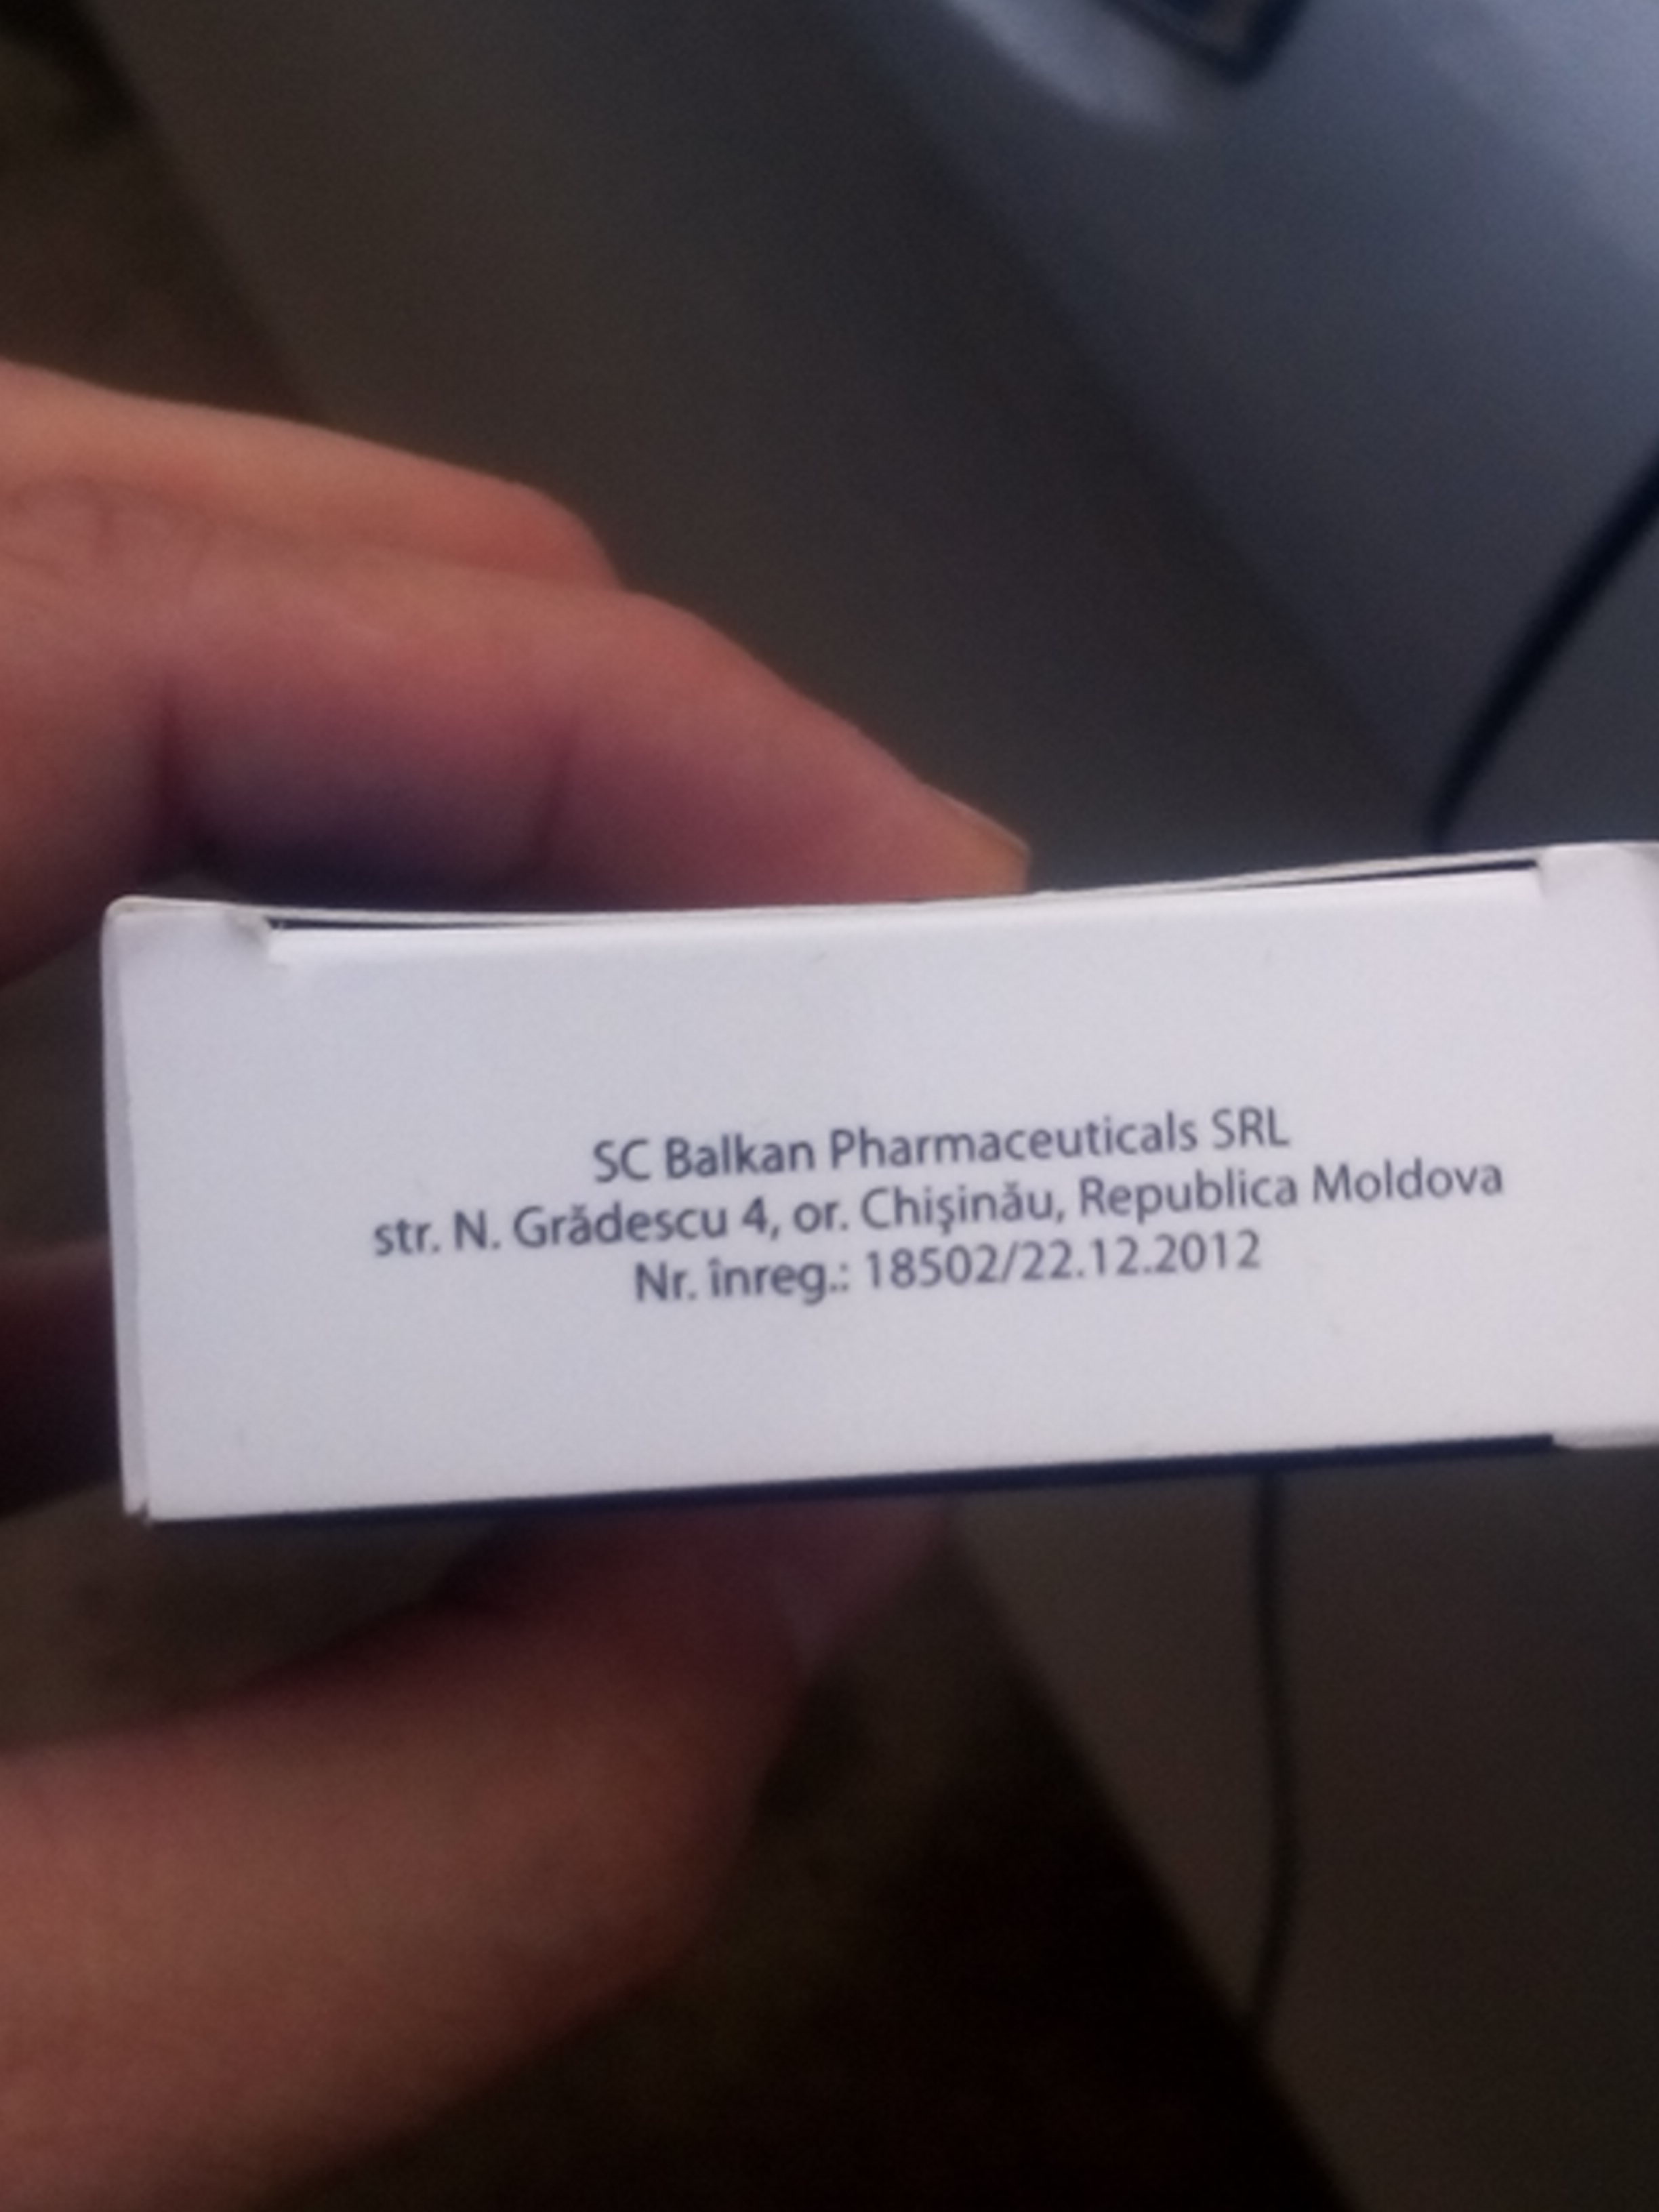 SC Balkan Pharmaceuticals SRL
str. N. Grădescu 4, or. Chişinău, Republica Moldova
Nr. înreg.: 18502/22.12.2012